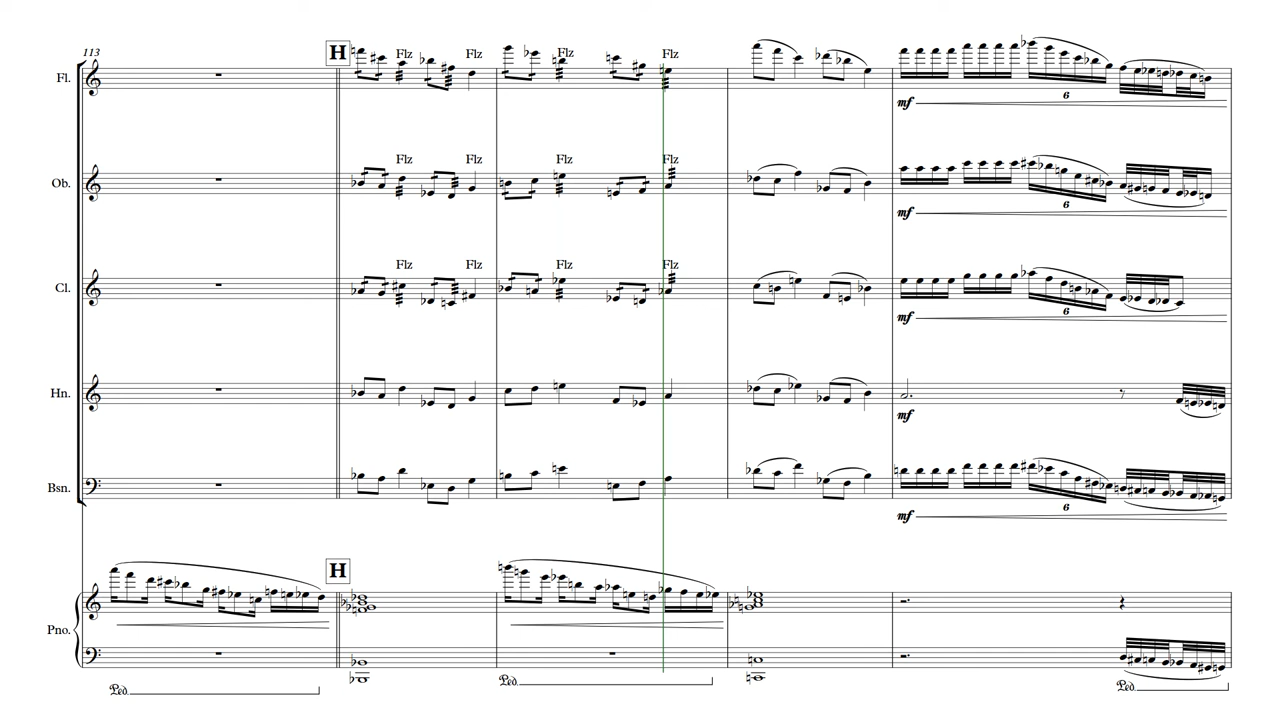 113
H
Fl.
Flz Flz Flz Flz
6
mf
Ob.
Flz Flz Flz Flz
6
mf
Cl.
Flz Flz Flz Flz
6
mf
Hn.
mf
Bsn.
6
mf
H
Pno.
Ped. Ped. Ped.